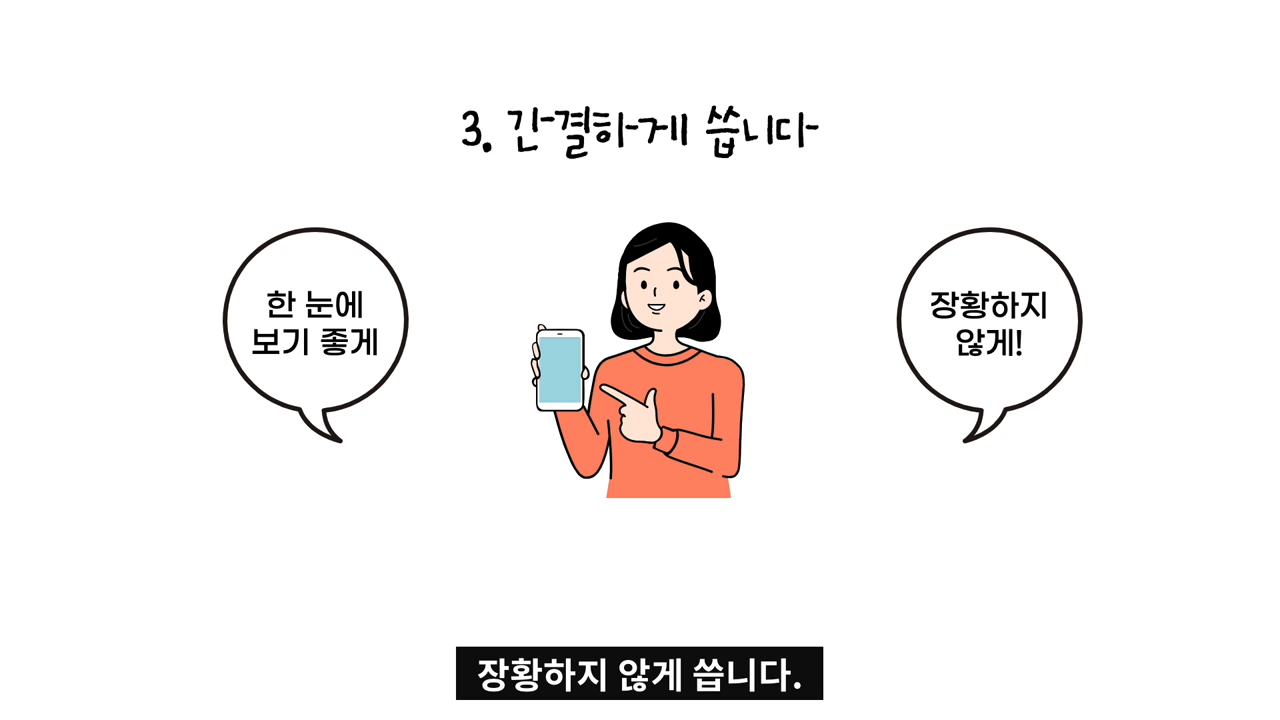 3. 간결하게 씁니다
한 눈에
보기 좋게
장황하지
않게!
장황하지 않게 씁니다.